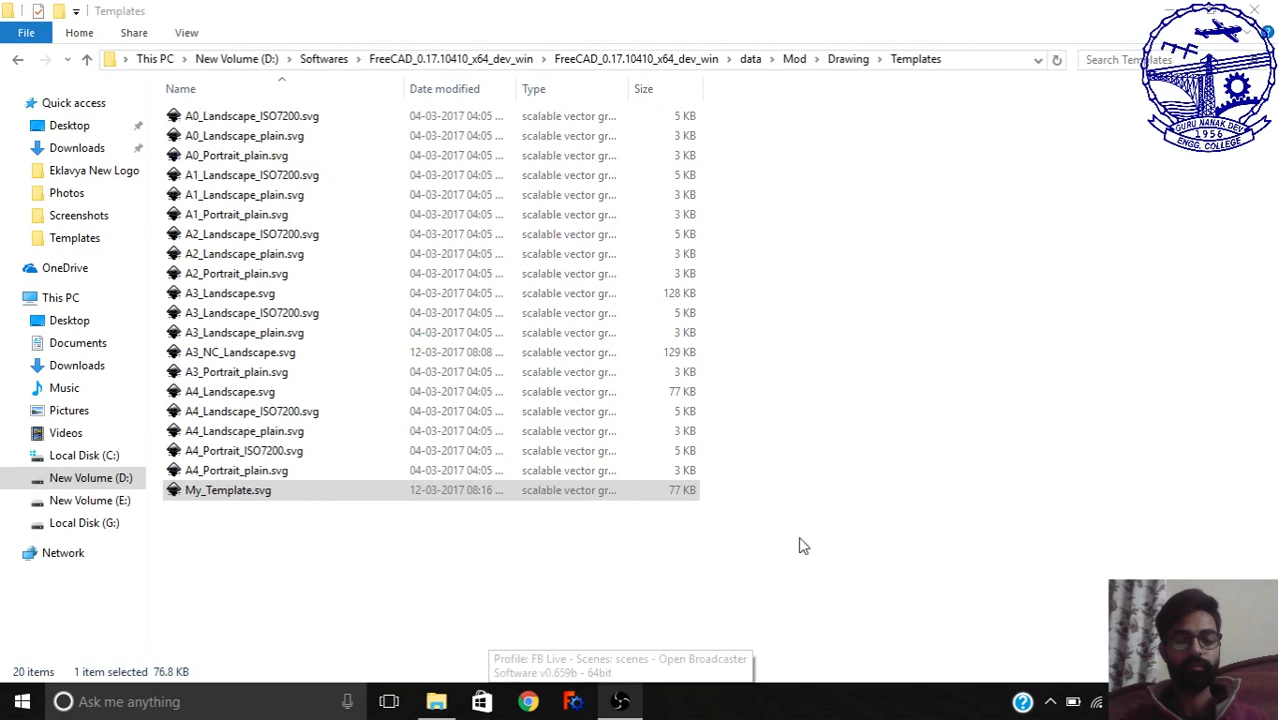 Templates
File Home Share View
This PC New Volume (D:) Softwares FreeCAD_0.17.10410_x64_dev_win FreeCAD_0.17.10410_x64_dev_win data Mod Drawing Templates
Search Templates
Name Date modified Type Size
Quick access
Desktop
Downloads
Eklavya New Logo
Photos
Screenshots
Templates
OneDrive
This PC
Desktop
Documents
Downloads
Music
Pictures
Videos
Local Disk (C:)
New Volume (D:)
New Volume (E:)
Local Disk (G:)
Network
A0_Landscape_ISO7200.svg 04-03-2017 04:05 ... scalable vector gr... 5 KB
A0_Landscape_plain.svg 04-03-2017 04:05 ... scalable vector gr... 3 KB
A0_Portrait_plain.svg 04-03-2017 04:05 ... scalable vector gr... 3 KB
A1_Landscape_ISO7200.svg 04-03-2017 04:05 ... scalable vector gr... 5 KB
A1_Landscape_plain.svg 04-03-2017 04:05 ... scalable vector gr... 3 KB
A1_Portrait_plain.svg 04-03-2017 04:05 ... scalable vector gr... 3 KB
A2_Landscape_ISO7200.svg 04-03-2017 04:05 ... scalable vector gr... 5 KB
A2_Landscape_plain.svg 04-03-2017 04:05 ... scalable vector gr... 3 KB
A2_Portrait_plain.svg 04-03-2017 04:05 ... scalable vector gr... 3 KB
A3_Landscape.svg 04-03-2017 04:05 ... scalable vector gr... 128 KB
A3_Landscape_ISO7200.svg 04-03-2017 04:05 ... scalable vector gr... 5 KB
A3_Landscape_plain.svg 04-03-2017 04:05 ... scalable vector gr... 3 KB
A3_NC_Landscape.svg 12-03-2017 08:08 ... scalable vector gr... 129 KB
A3_Portrait_plain.svg 04-03-2017 04:05 ... scalable vector gr... 3 KB
A4_Landscape.svg 04-03-2017 04:05 ... scalable vector gr... 77 KB
A4_Landscape_ISO7200.svg 04-03-2017 04:05 ... scalable vector gr... 5 KB
A4_Landscape_plain.svg 04-03-2017 04:05 ... scalable vector gr... 3 KB
A4_Portrait_ISO7200.svg 04-03-2017 04:05 ... scalable vector gr... 5 KB
A4_Portrait_plain.svg 04-03-2017 04:05 ... scalable vector gr... 3 KB
My_Template.svg 12-03-2017 08:16 ... scalable vector gr... 77 KB
GURU NANAK DEV
1956
ENGG. COLLEGE
Profile: FB Live - Scenes: scenes - Open Broadcaster
Software v0.659b - 64bit
20 items 1 item selected 76.8 KB
Ask me anything